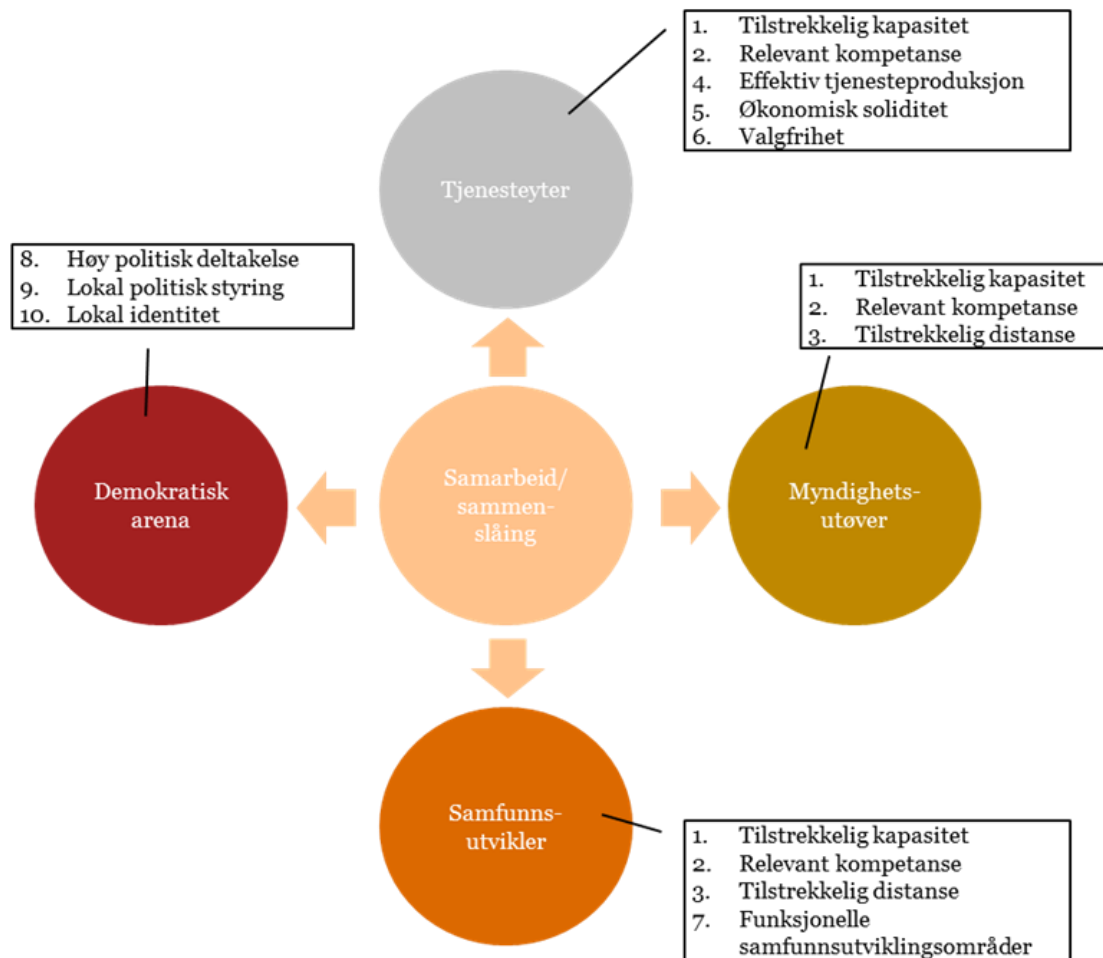 1. Tilstrekkelig kapasitet
2. Relevant kompetanse
4. Effektiv tjenesteproduksjon
5. Økonomisk soliditet
6. Valgfrihet
Tjenesteyter
8. Høy politisk deltakelse
9. Lokal politisk styring
10. Lokal identitet
1. Tilstrekkelig kapasitet
2. Relevant kompetanse
3. Tilstrekkelig distanse
Demokratisk
arena
Samarbeid/
sammen-
slåing
Myndighets-
utøver
Samfunns-
utvikler
1. Tilstrekkelig kapasitet
2. Relevant kompetanse
3. Tilstrekkelig distanse
7. Funksjonelle
samfunnsutviklingsområder